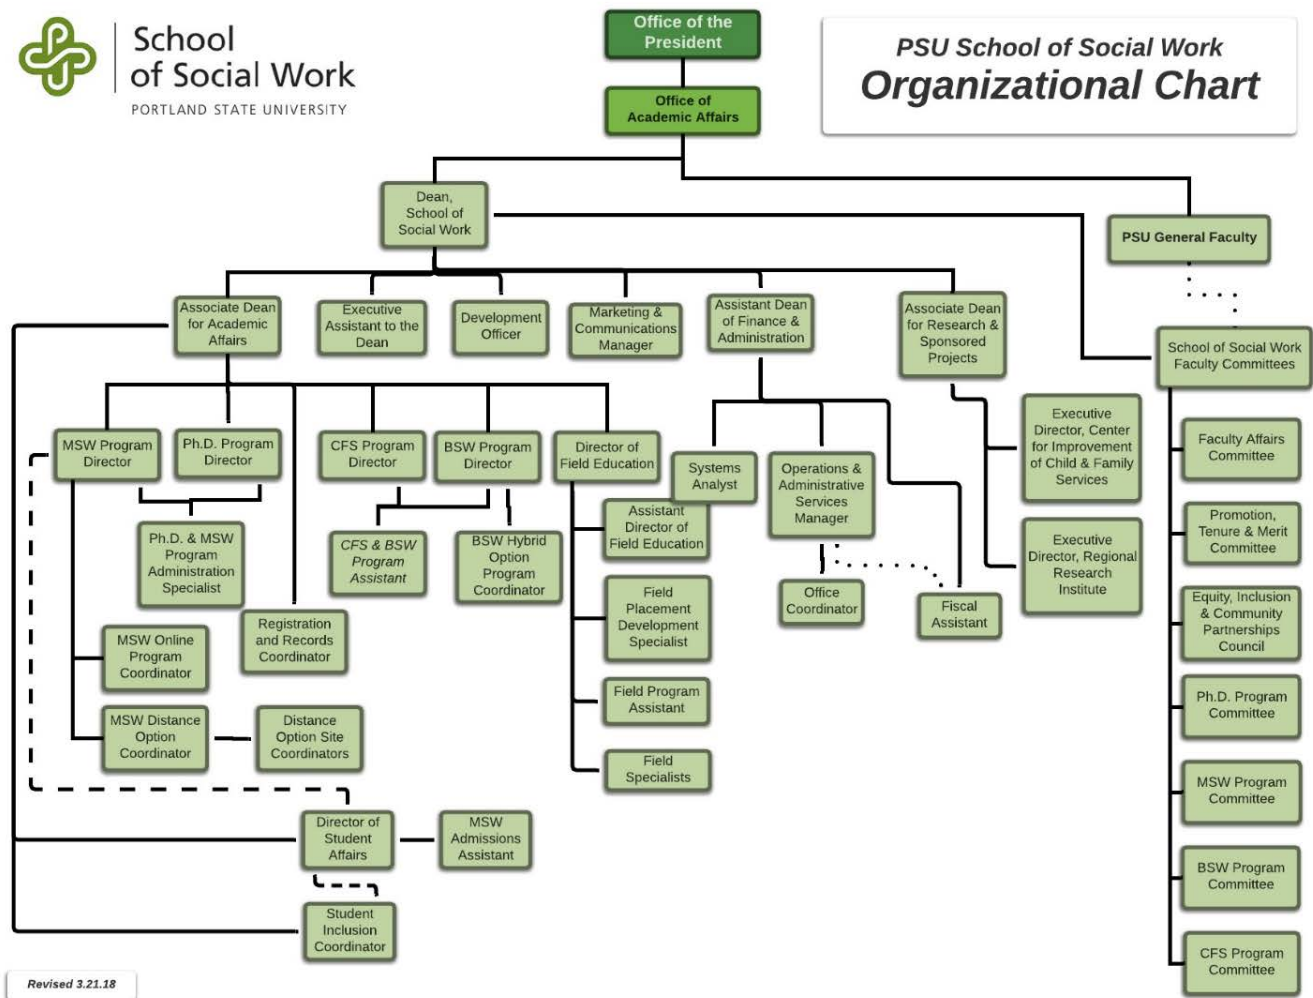 School
of Social Work
PORTLAND STATE UNIVERSITY
Office of the
President
PSU School of Social Work
Organizational Chart
Office of
Academic Affairs
Dean,
School of
Social Work
PSU General Faculty
Associate Dean
for Academic
Affairs
Executive
Assistant to the
Dean
Development
Officer
Marketing &
Communications
Manager
Assistant Dean
of Finance &
Administration
Associate Dean
for Research &
Sponsored
Projects
School of Social Work
Faculty Committees
MSW Program
Director
Ph.D. Program
Director
CFS Program
Director
BSW Program
Director
Director of
Field Education
Systems
Analyst
Operations &
Administrative
Services
Manager
Executive
Director, Center
for Improvement
of Child & Family
Services
Faculty Affairs
Committee
Ph.D. & MSW
Program
Administration
Specialist
CFS & BSW
Program
Assistant
BSW Hybrid
Option
Program
Coordinator
Assistant
Director of
Field Education
Executive
Director, Regional
Research
Institute
Promotion,
Tenure & Merit
Committee
Field
Placement
Development
Specialist
Office
Coordinator
Fiscal
Assistant
Equity, Inclusion
& Community
Partnerships
Council
MSW Online
Program
Coordinator
Registration
and Records
Coordinator
Field Program
Assistant
Ph.D. Program
Committee
MSW Distance
Option
Coordinator
Distance
Option Site
Coordinators
Field
Specialists
MSW Program
Committee
Director of
Student
Affairs
MSW
Admissions
Assistant
BSW Program
Committee
Student
Inclusion
Coordinator
CFS Program
Committee
Revised 3.21.18